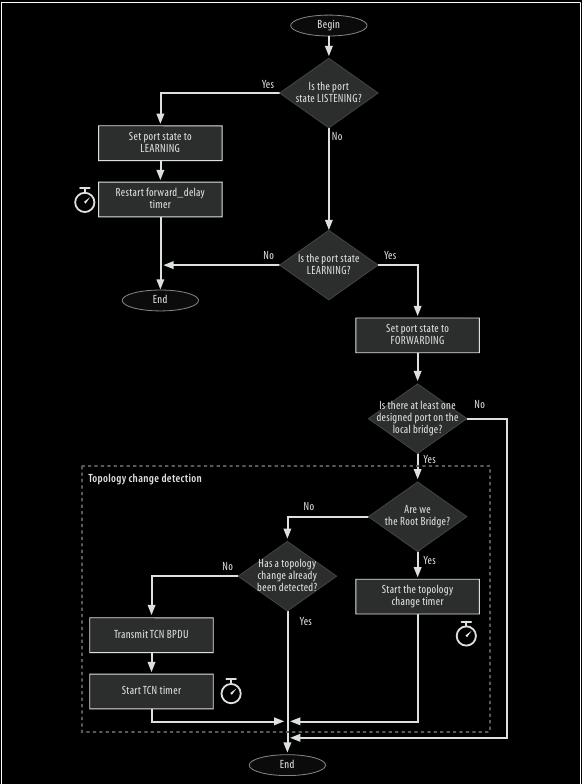 Begin
Is the port
state LISTENING?
Yes
No
Set port state to
LEARNING
Restart forward_delay
timer
Is the port state
LEARNING?
No
Yes
End
Set port state to
FORWARDING
Is there at least one
designed port on the
local bridge?
No
Yes
Topology change detection
Are we
the Root Bridge?
No
Yes
Has a topology
change already
been detected?
No
Yes
Start the topology
change timer
Transmit TCN BPDU
Start TCN timer
End